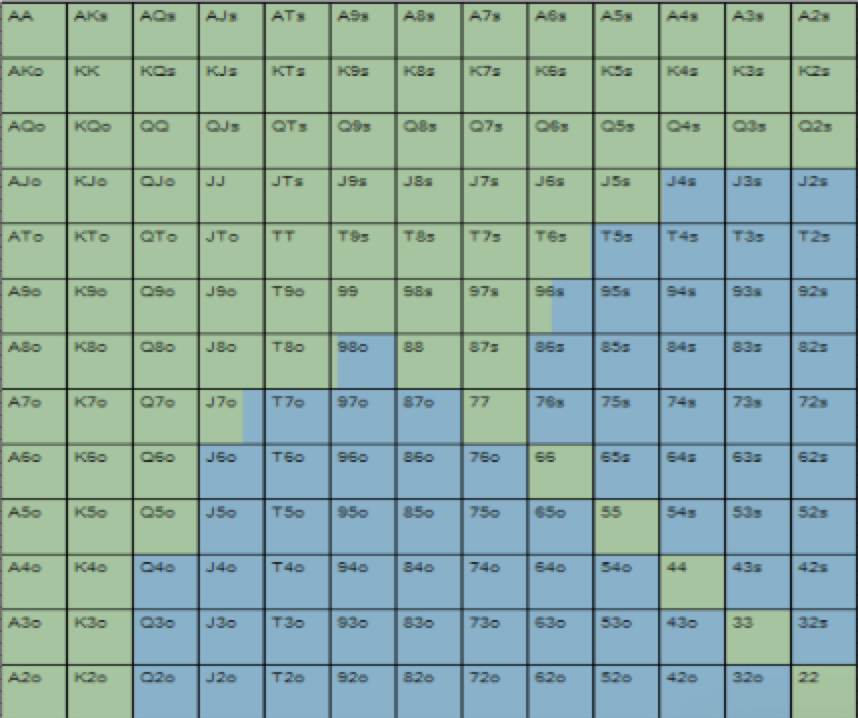 AA AKs AQs AJs ATs A9s A8s A7s A6s A5s A4s A3s A2s
AKo KK KQs KJs KTs K9s K8s K7s K6s K5s K4s K3s K2s
AQo KQo QQ QJs QTs Q9s Q8s Q7s Q6s Q5s Q4s Q3s Q2s
AJo KJo QJo JJ JTs J9s J8s J7s J6s J5s J4s J3s J2s
ATo KTo QTo JTo TT T9s T8s T7s T6s T5s T4s T3s T2s
A9o K9o Q9o J9o T9o 99 98s 97s 96s 95s 94s 93s 92s
A8o K8o Q8o J8o T8o 98o 88 87s 86s 85s 84s 83s 82s
A7o K7o Q7o J7o T7o 97o 87o 77 76s 75s 74s 73s 72s
A6o K6o Q6o J6o T6o 96o 86o 76o 66 65s 64s 63s 62s
A5o K5o Q5o J5o T5o 95o 85o 75o 65o 55 54s 53s 52s
A4o K4o Q4o J4o T4o 94o 84o 74o 64o 54o 44 43s 42s
A3o K3o Q3o J3o T3o 93o 83o 73o 63o 53o 43o 33 32s
A2o K2o Q2o J2o T2o 92o 82o 72o 62o 52o 42o 32o 22